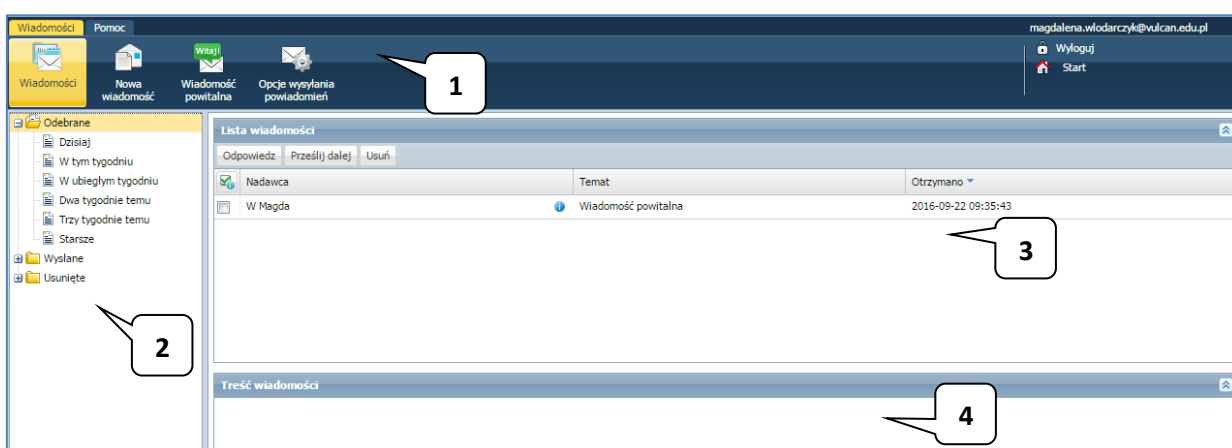 Wiadomości Pomoc magdalena.wlodarczyk@vulcan.edu.pl
Wiadomości
Nowa wiadomość
Witaj!
Wiadomość powitalna
Opcje wysyłania powiadomień
1
Wyloguj
Start
Odebrane
Dzisiaj
W tym tygodniu
W ubiegłym tygodniu
Dwa tygodnie temu
Trzy tygodnie temu
Starsze
Wysłane
Usunięte
2
Lista wiadomości
Odpowiedz Prześlij dalej Usuń
Nadawca Temat Otrzymano
W Magda Wiadomość powitalna 2016-09-22 09:35:43
3
Treść wiadomości
4